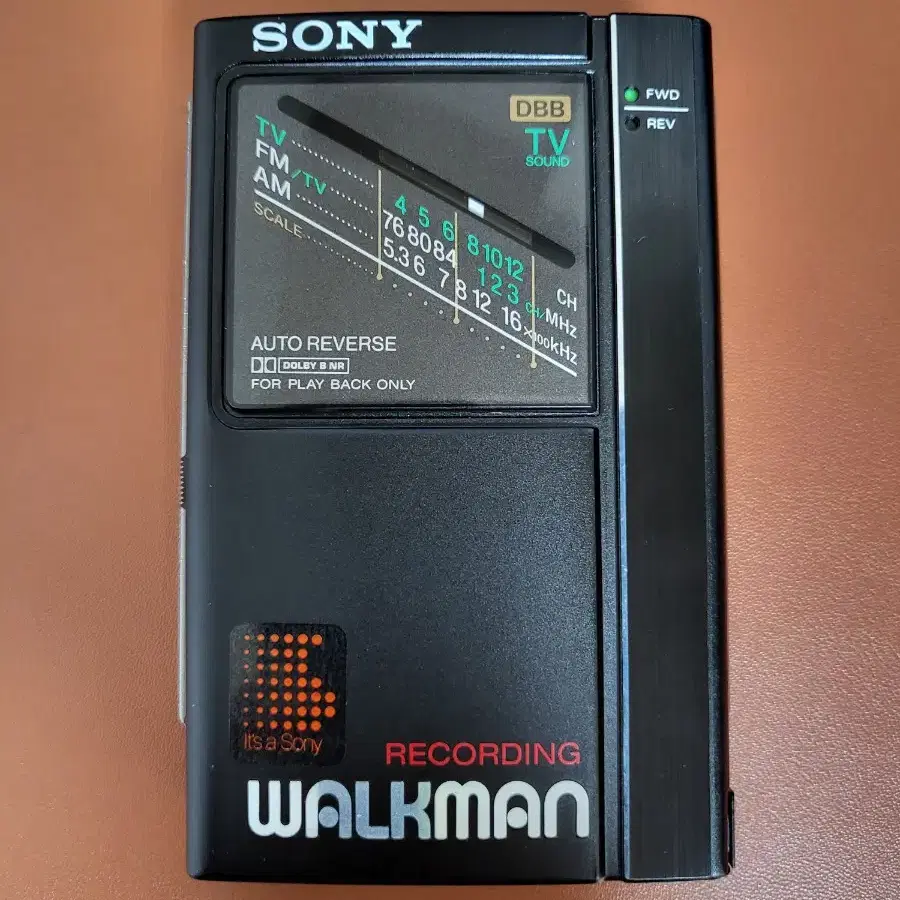 SONY
DBB
TV
SOUND
FWD
REV
TV
FM/TV
AM
SCALE
4 5 6 8 10 12
76 80 84 1 2 3
5.3 6 7 8 12 16
CH
CH/MHz
×100kHz
AUTO REVERSE
DOLBY B NR
FOR PLAY BACK ONLY
It's a Sony
RECORDING
WALKMAN